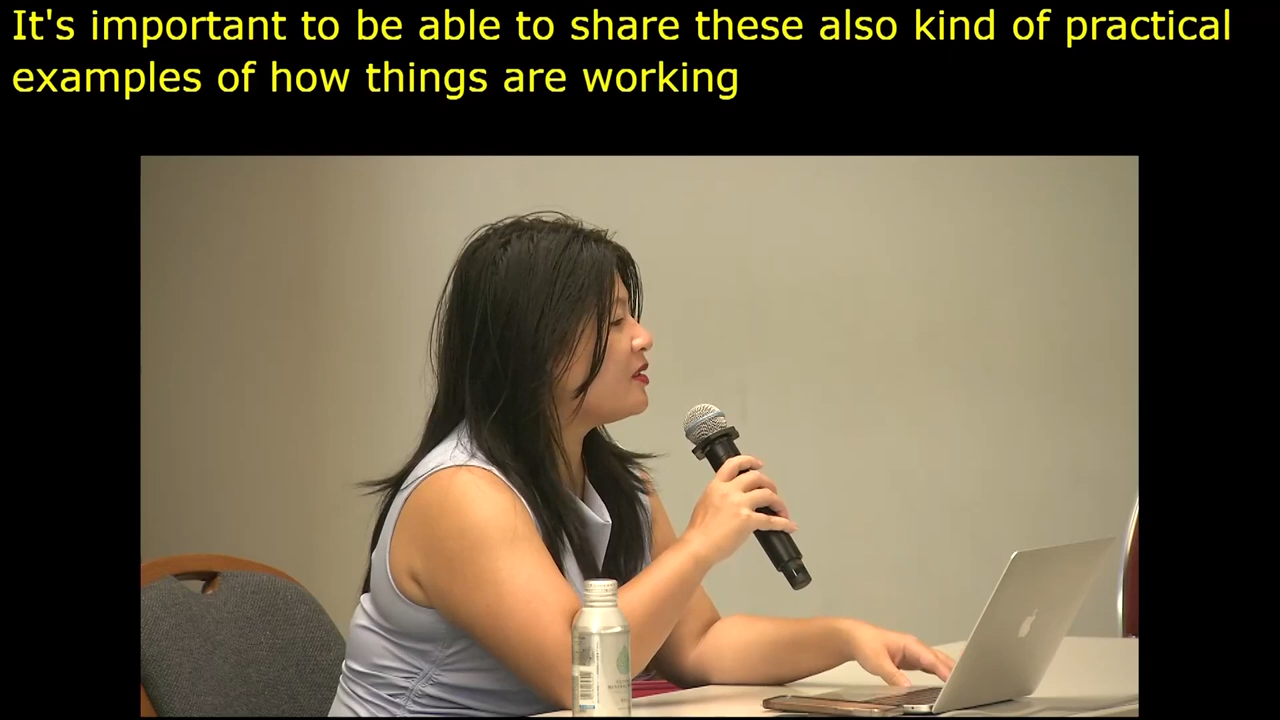 It's important to be able to share these also kind of practical
examples of how things are working